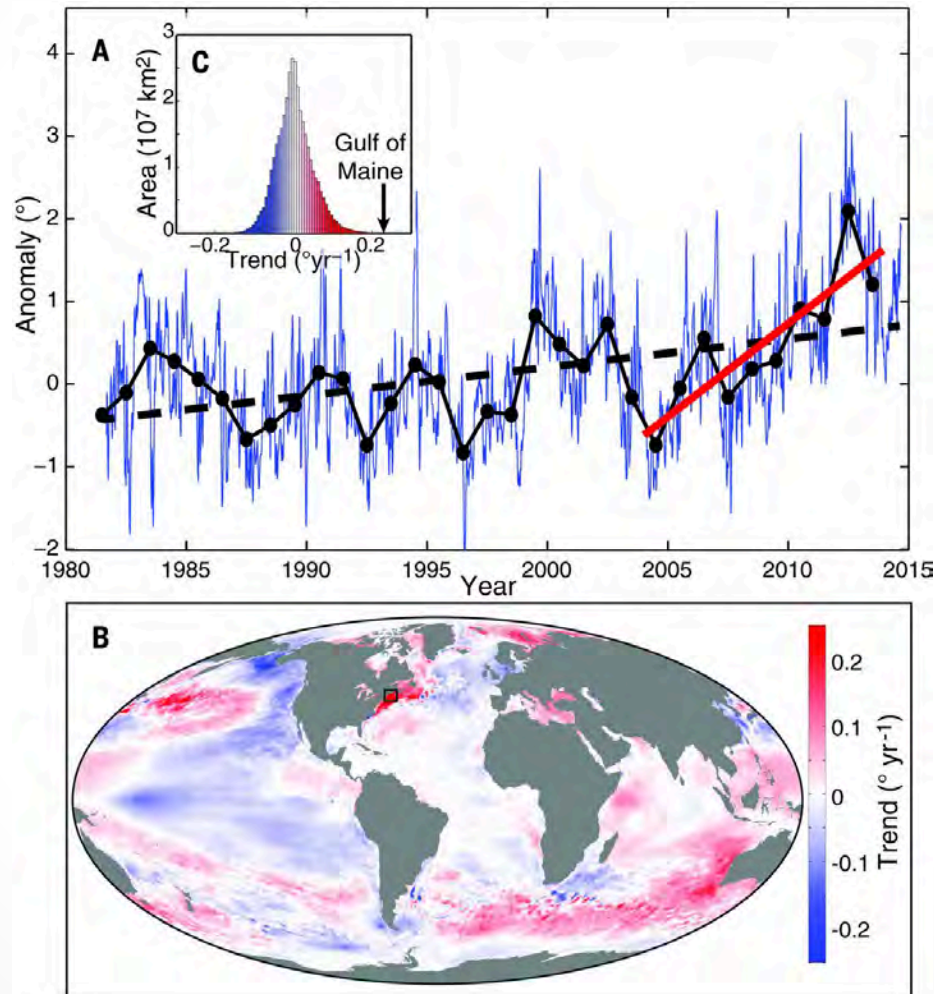 A
C
Area (10⁷ km²)
3
2
1
0
Gulf of
Maine
-0.2
0
0.2
Trend (°yr⁻¹)
Anomaly (°)
4
3
2
1
0
−1
−2
1980
1985
1990
1995
2000
2005
2010
2015
Year
B
0.2
0.1
0
-0.1
-0.2
Trend (° yr⁻¹)